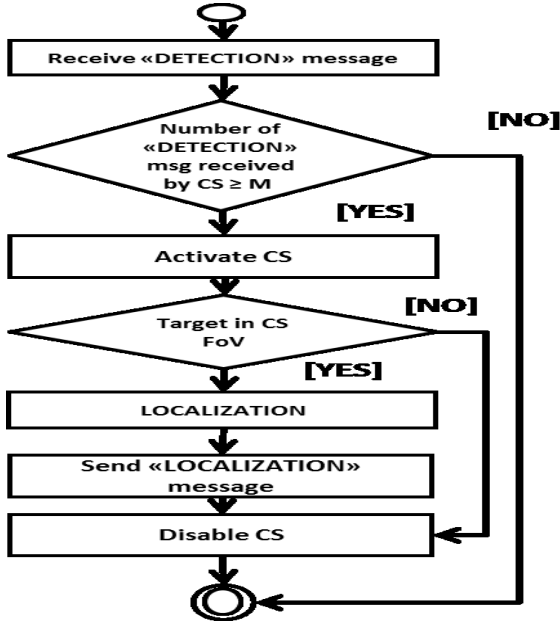 Receive «DETECTION» message
[NO]
Number of
«DETECTION»
msg received
by CS ≥ M
[YES]
Activate CS
[NO]
Target in CS
FoV
[YES]
LOCALIZATION
Send «LOCALIZATION»
message
Disable CS